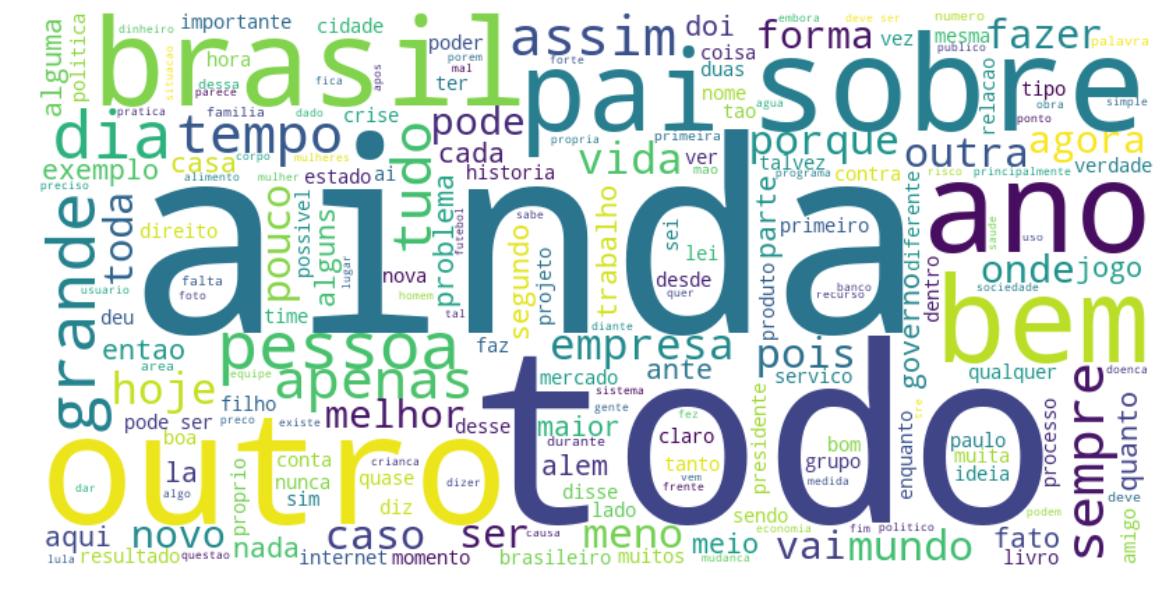 dinheiro
importante
cidade
embora
deve ser
numero
alguma
politica
brasil
situacao
hora
dessa
parece
fica
apos
poder
porem
mal
ter
assim
forte
doi
coisa
duas
forma
vez
publico
mesma
fazer
palavra
pai
sobre
nome
tao
agua
relacao
tipo
obra
simple
ponto
pratica
familia
dado
crise
dia
tempo
pode
propria
primeira
porque
outra
agora
exemplo
casa
corpo
mulheres
tudo
cada
vida
ver
mao
talvez
programa
contra
risco
principalmente
verdade
preciso
alimento
mulher
estado
ai
historia
ainda
ano
grande
toda
direito
pouco
possivel
alguns
lugar
problema
futebol
sabe
trabalho
sei
lei
parte
primeiro
diferente
saude
uso
usuario
falta
foto
nova
homem
tal
segundo
projeto
desde
quer
produto
banco
recurso
governo
dentro
onde
jogo
sociedade
deu
time
faz
diante
bem
entao
area
pessoa
empresa
pois
qualquer
doenca
hoje
equipe
apenas
mercado
ante
servico
sempre
pode ser
filho
preco
existe
melhor
desse
sistema
gente
maior
fez
presidente
tre
enquanto
processo
quanto
outro
todo
boa
la
algo
dar
proprio
conta
nunca
sim
crianca
quase
diz
dizer
durante
alem
disse
lado
claro
tanto
vem
frente
bom
grupo
medida
paulo
muita
ideia
deve
amigo
podem
aqui
novo
nada
caso
ser
causa
meno
meio
sendo
economia
vai
fim
politico
mundo
fato
livro
lula
resultado
questao
internet
momento
brasileiro
muitos
mudanca